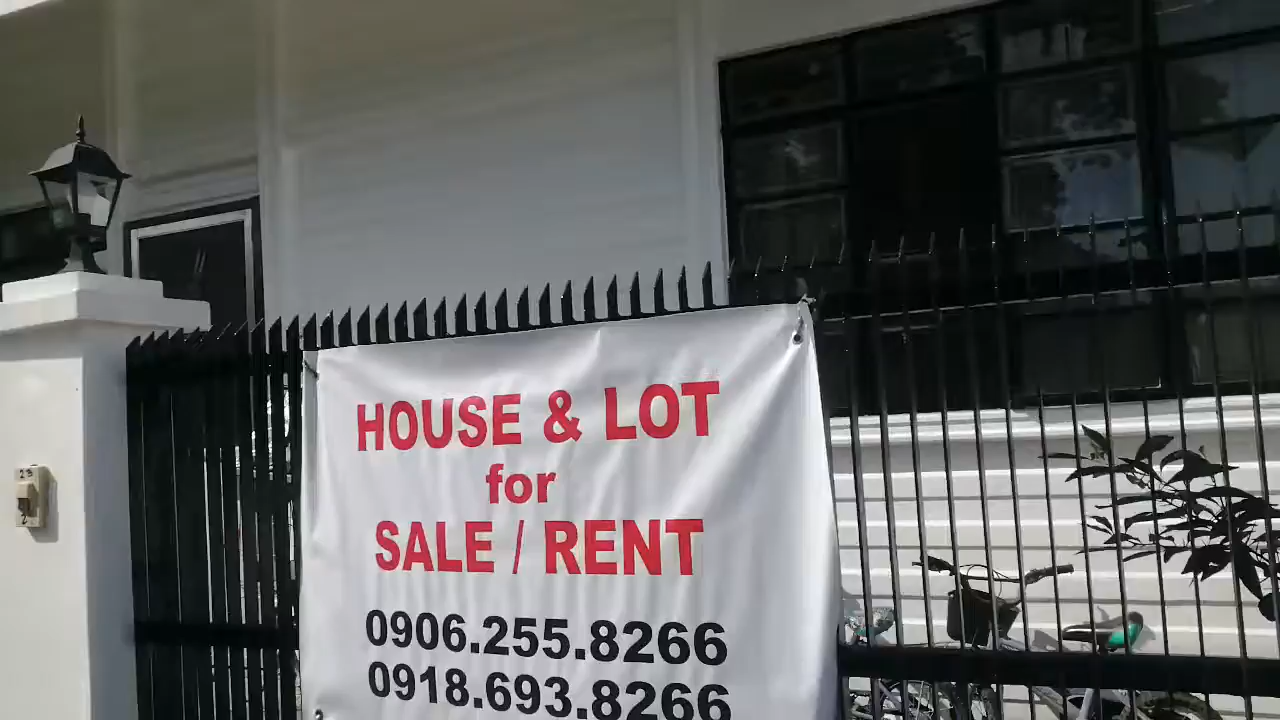 HOUSE & LOT
for
SALE / RENT
0906.255.8266
0918.693.8266